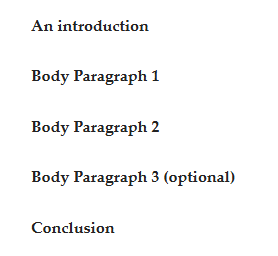 An introduction
Body Paragraph 1
Body Paragraph 2
Body Paragraph 3 (optional)
Conclusion